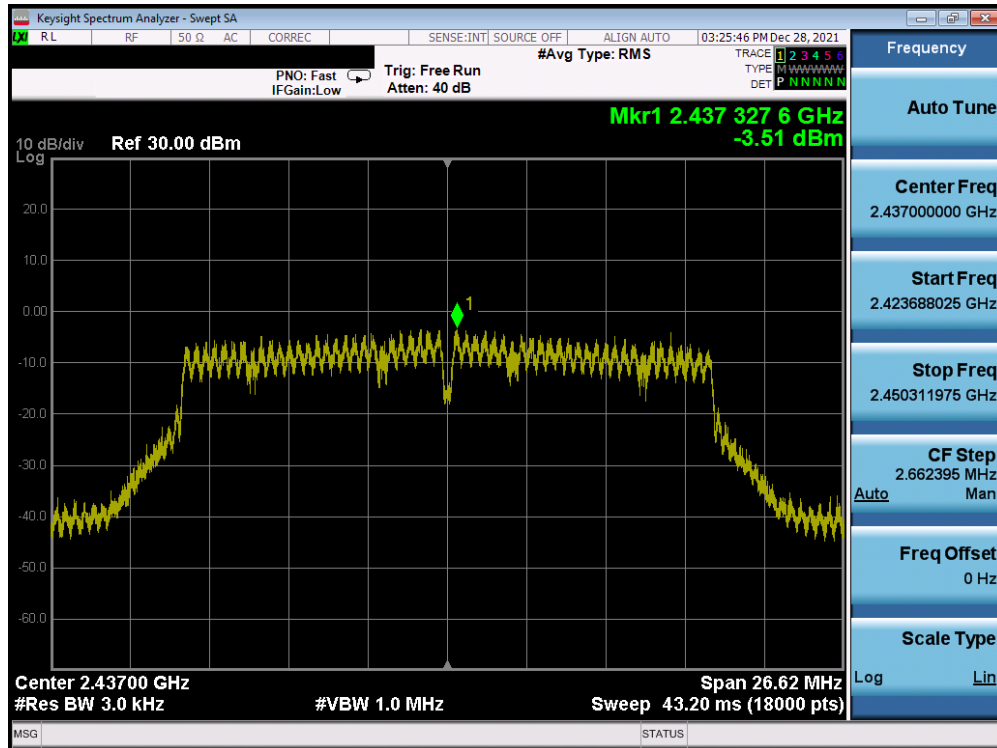 Keysight Spectrum Analyzer - Swept SA
LXI RL RF 50 Ω AC CORREC SENSE:INT SOURCE OFF ALIGN AUTO 03:25:46 PM Dec 28, 2021
#Avg Type: RMS
TRACE 1 2 3 4 5 6
TYPE M W W W W W
DET P N N N N N
PNO: Fast
IFGain:Low
Trig: Free Run
Atten: 40 dB
Mkr1 2.437 327 6 GHz
-3.51 dBm
10 dB/div Ref 30.00 dBm
Log
20.0
10.0
0.00
-10.0
-20.0
-30.0
-40.0
-50.0
-60.0
1
Center 2.43700 GHz
Span 26.62 MHz
#Res BW 3.0 kHz
#VBW 1.0 MHz
Sweep 43.20 ms (18000 pts)
MSG
STATUS
Frequency
Auto Tune
Center Freq
2.437000000 GHz
Start Freq
2.423688025 GHz
Stop Freq
2.450311975 GHz
CF Step
2.662395 MHz
Auto Man
Freq Offset
0 Hz
Scale Type
Log Lin